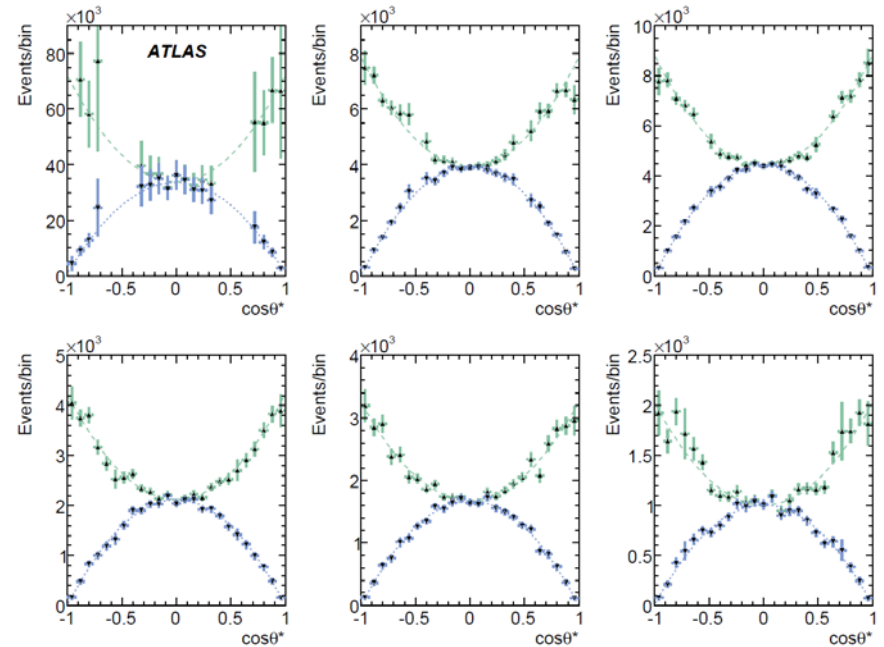 ×10³ ×10³ ×10³
Events/bin Events/bin Events/bin
ATLAS
80 8 10
60 6 8
40 4 6
20 2 4
0 0 2
0
-1 -0.5 0 0.5 1 -1 -0.5 0 0.5 1 -1 -0.5 0 0.5 1
cosθ* cosθ* cosθ*
×10³ ×10³ ×10³
Events/bin Events/bin Events/bin
5 4 2.5
4 3 2
3 2 1.5
2 1 1
1 0 0.5
0 0
-1 -0.5 0 0.5 1 -1 -0.5 0 0.5 1 -1 -0.5 0 0.5 1
cosθ* cosθ* cosθ*